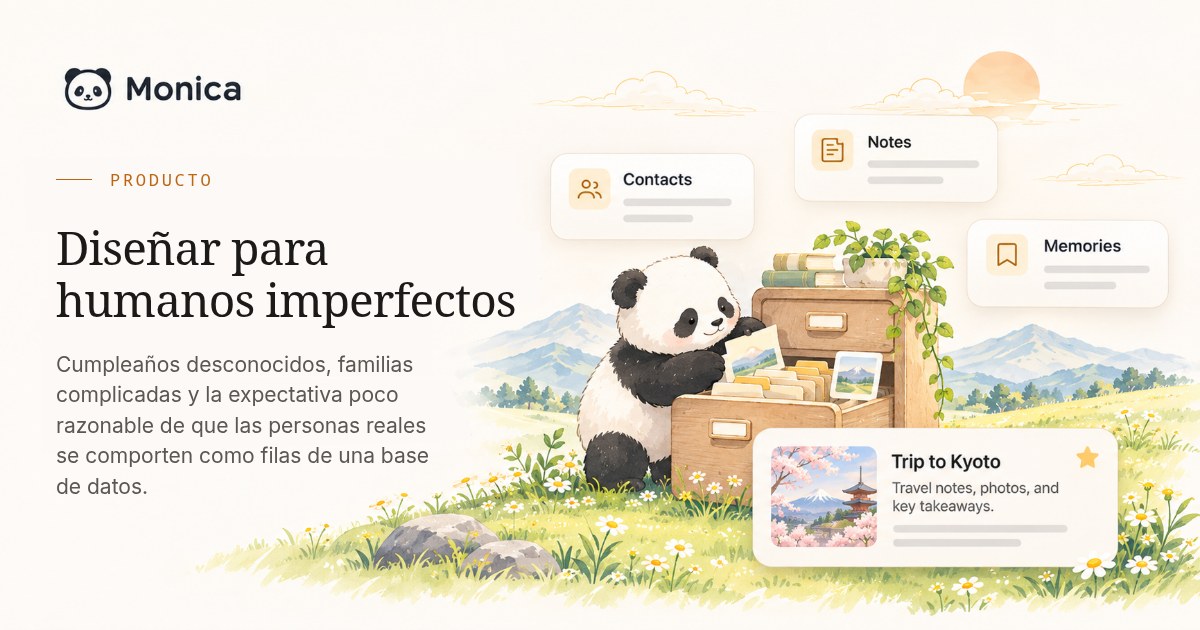 Monica
PRODUCTO
Diseñar para
humanos imperfectos
Cumpleaños desconocidos, familias
complicadas y la expectativa poco
razonable de que las personas reales
se comporten como filas de una base
de datos.
Contacts
Notes
Memories
Trip to Kyoto
Travel notes, photos, and
key takeaways.